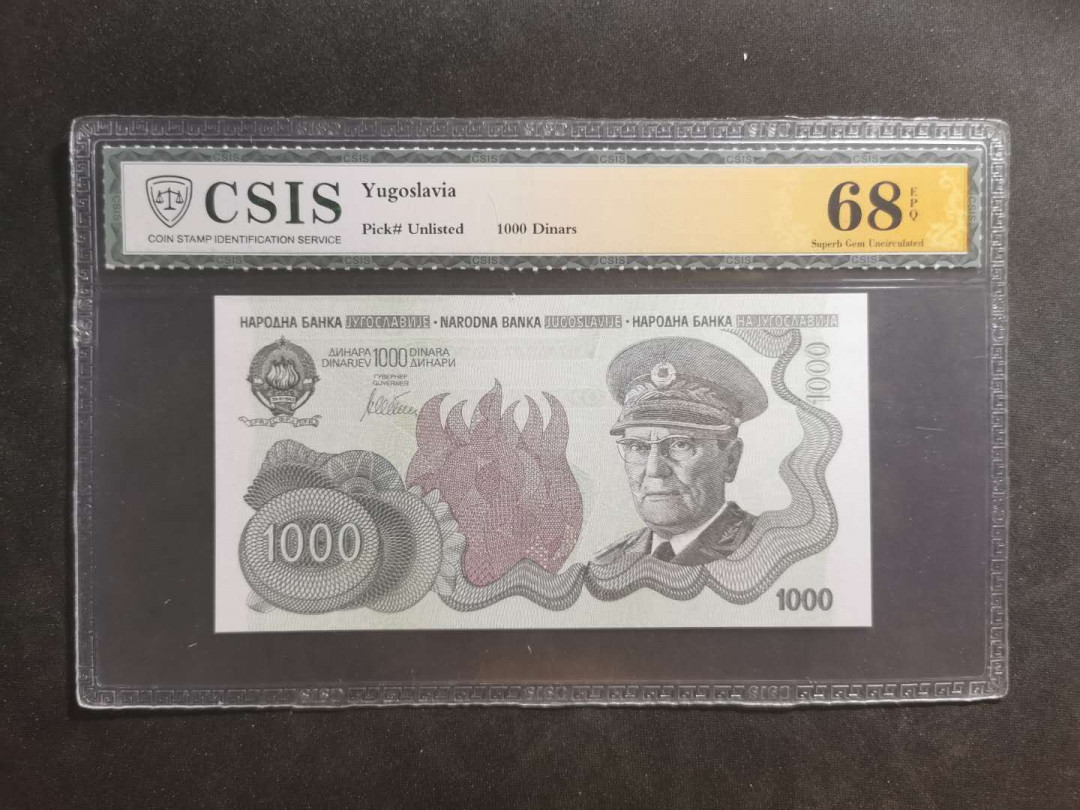 CSIS
COIN STAMP IDENTIFICATION SERVICE
Yugoslavia
Pick# Unlisted 1000 Dinars
68 EPQ
Superb Gem Uncirculated
НАРОДНА БАНКА ЈУГОСЛАВИЈЕ • NARODNA BANKA JUGOSLAVIJE • НАРОДНА БАНКА НА ЈУГОСЛАВИЈА
ДИНАРА 1000 DINARA
DINARJEV ДИНАРИ
ГУВЕРНЕР
GUVERNER
1000
1000
1000